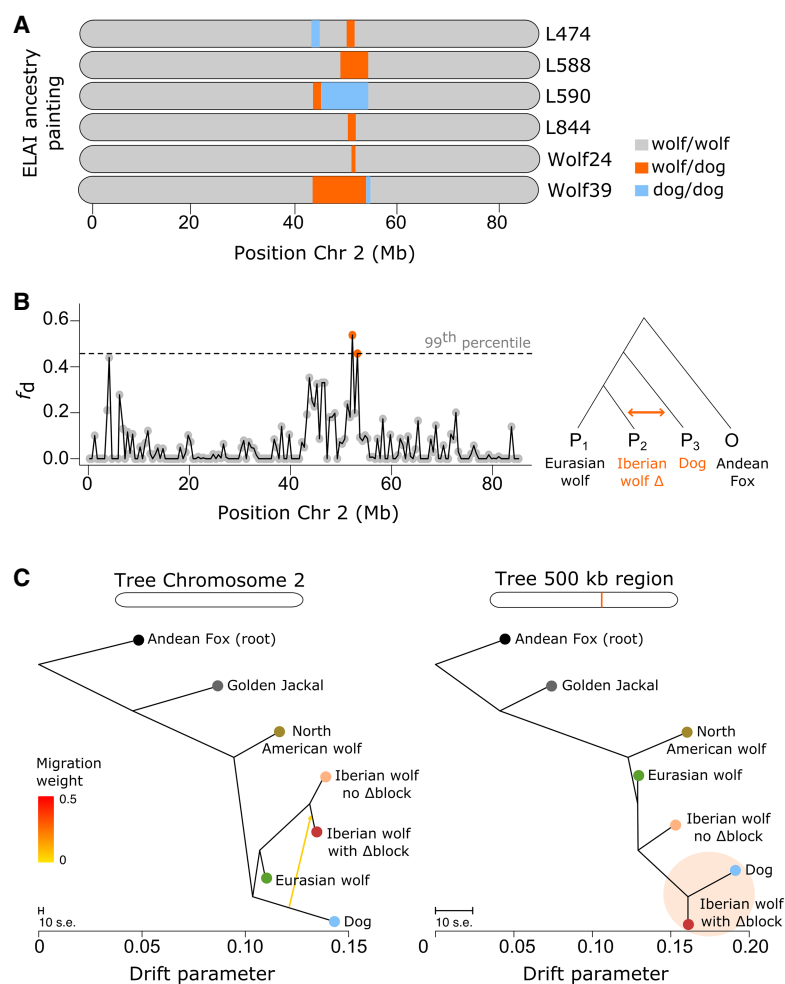 A
ELAI ancestry
painting
L474
L588
L590
L844
Wolf24
Wolf39
wolf/wolf
wolf/dog
dog/dog
0 20 40 60 80
Position Chr 2 (Mb)
B
fd
0.6
0.4
0.2
0.0
99th percentile
0 20 40 60 80
Position Chr 2 (Mb)
P1 P2 P3 O
Eurasian
wolf
Iberian
wolf Δ
Dog
Andean
Fox
C
Tree Chromosome 2
Andean Fox (root)
Golden Jackal
North
American wolf
Migration
weight
0.5
0
Iberian wolf
no Δblock
Iberian wolf
with Δblock
Eurasian wolf
Dog
10 s.e.
0 0.05 0.10 0.15
Drift parameter
Tree 500 kb region
Andean Fox (root)
Golden Jackal
North
American wolf
Eurasian wolf
Iberian wolf
no Δblock
Dog
Iberian wolf
with Δblock
10 s.e.
0 0.05 0.10 0.15 0.20
Drift parameter